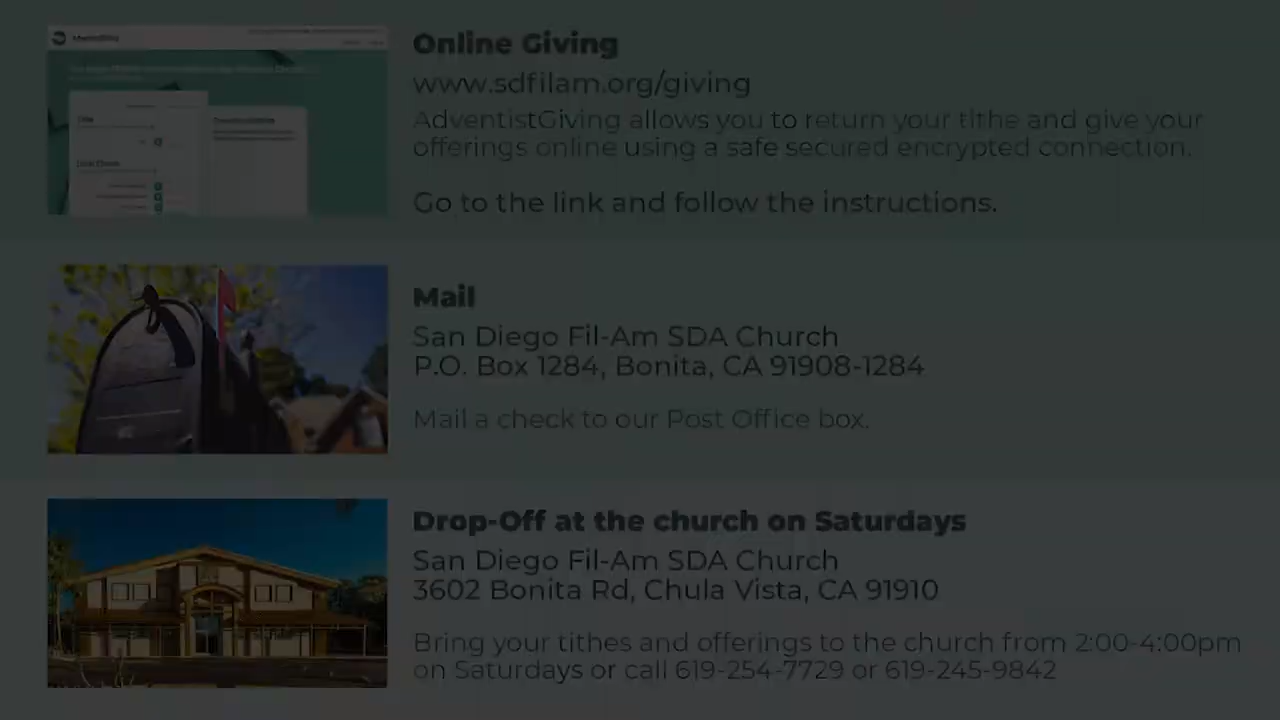 Online Giving
www.sdfilam.org/giving
AdventistGiving allows you to return your tithe and give your
offerings online using a safe secured encrypted connection.
Go to the link and follow the instructions.
Mail
San Diego Fil-Am SDA Church
P.O. Box 1284, Bonita, CA 91908-1284
Mail a check to our Post Office box.
Drop-Off at the church on Saturdays
San Diego Fil-Am SDA Church
3602 Bonita Rd, Chula Vista, CA 91910
Bring your tithes and offerings to the church from 2:00-4:00pm
on Saturdays or call 619-254-7729 or 619-245-9842